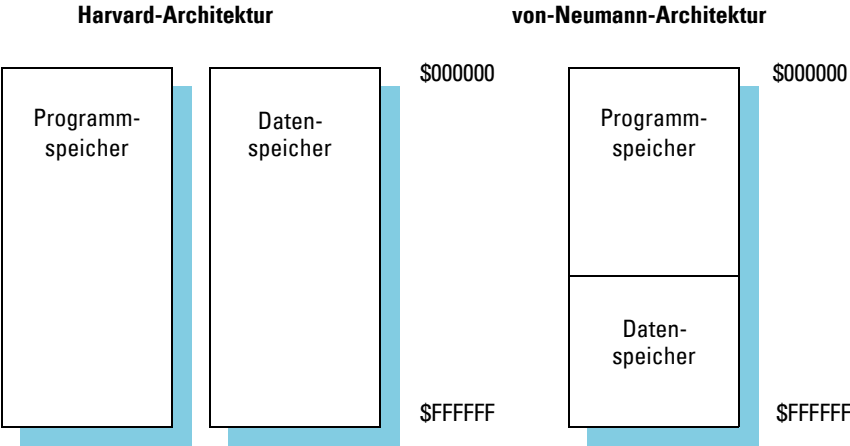 Harvard-Architektur
von-Neumann-Architektur
Programm-
speicher
Daten-
speicher
$000000
$FFFFFF
Programm-
speicher
Daten-
speicher
$000000
$FFFFFF